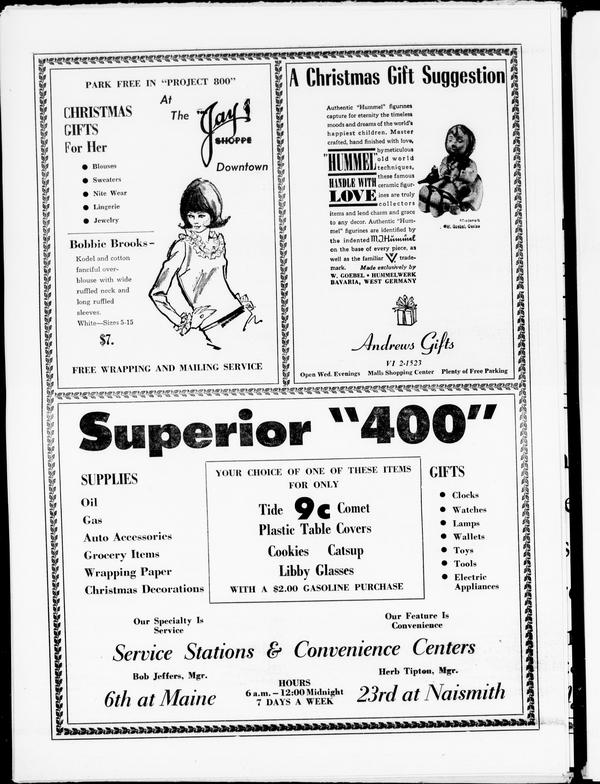 PARK FREE IN "PROJECT 800"
CHRISTMAS
GIFTS
For Her
At
The
Jay
SHOPPE
Downtown
● Blouses
● Sweaters
● Nite Wear
● Lingerie
● Jewelry
Bobbie Brooks–
Kodel and cotton
fanciful over-
blouse with wide
ruffled neck and
long ruffled
sleeves.
White—Sizes 5-15
$7.
FREE WRAPPING AND MAILING SERVICE
A Christmas Gift Suggestion
Authentic "Hummel" figurines
capture for eternity the timeless
moods and dreams of the world's
happiest children. Master
crafted, hand finished with love,
by meticulous
old world
techniques,
these famous
ceramic figur-
ines are truly
collectors
"HUMMEL"
HANDLE WITH
LOVE
items and lend charm and grace
to any decor. Authentic "Hum-
mel" figurines are identified by
the indented M.J.Hümmel
on the base of every piece, as
well as the familiar V trade-
mark. Made exclusively by
W. GOEBEL • HUMMELWERK
BAVARIA, WEST GERMANY
Andrews Gifts
VI 2-1523
Open Wed. Evenings Malls Shopping Center Plenty of Free Parking
Superior "400"
SUPPLIES
Oil
Gas
Auto Accessories
Grocery Items
Wrapping Paper
Christmas Decorations
YOUR CHOICE OF ONE OF THESE ITEMS
FOR ONLY
Tide 9c Comet
Plastic Table Covers
Cookies Catsup
Libby Glasses
WITH A $2.00 GASOLINE PURCHASE
GIFTS
● Clocks
● Watches
● Lamps
● Wallets
● Toys
● Tools
● Electric
Appliances
Our Specialty Is
Service
Our Feature Is
Convenience
Service Stations & Convenience Centers
Bob Jeffers, Mgr.
6th at Maine
HOURS
6 a.m. – 12:00 Midnight
7 DAYS A WEEK
Herb Tipton, Mgr.
23rd at Naismith